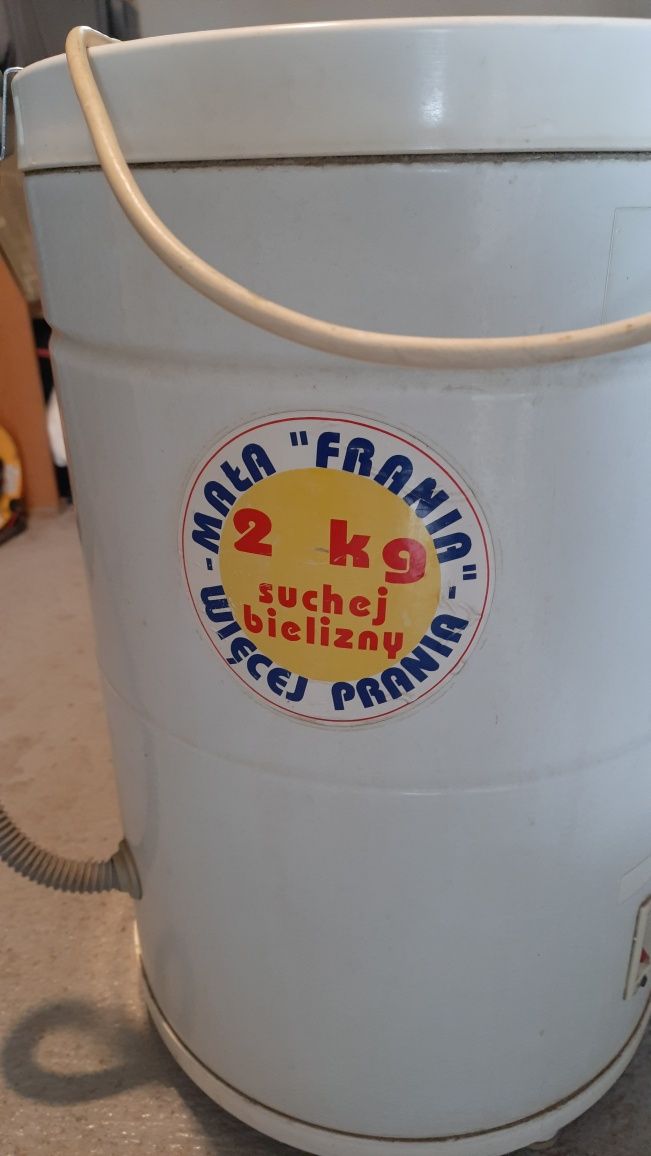 - MAŁA "FRANIA" -
2 kg
suchej
bielizny
WIĘCEJ PRANIA